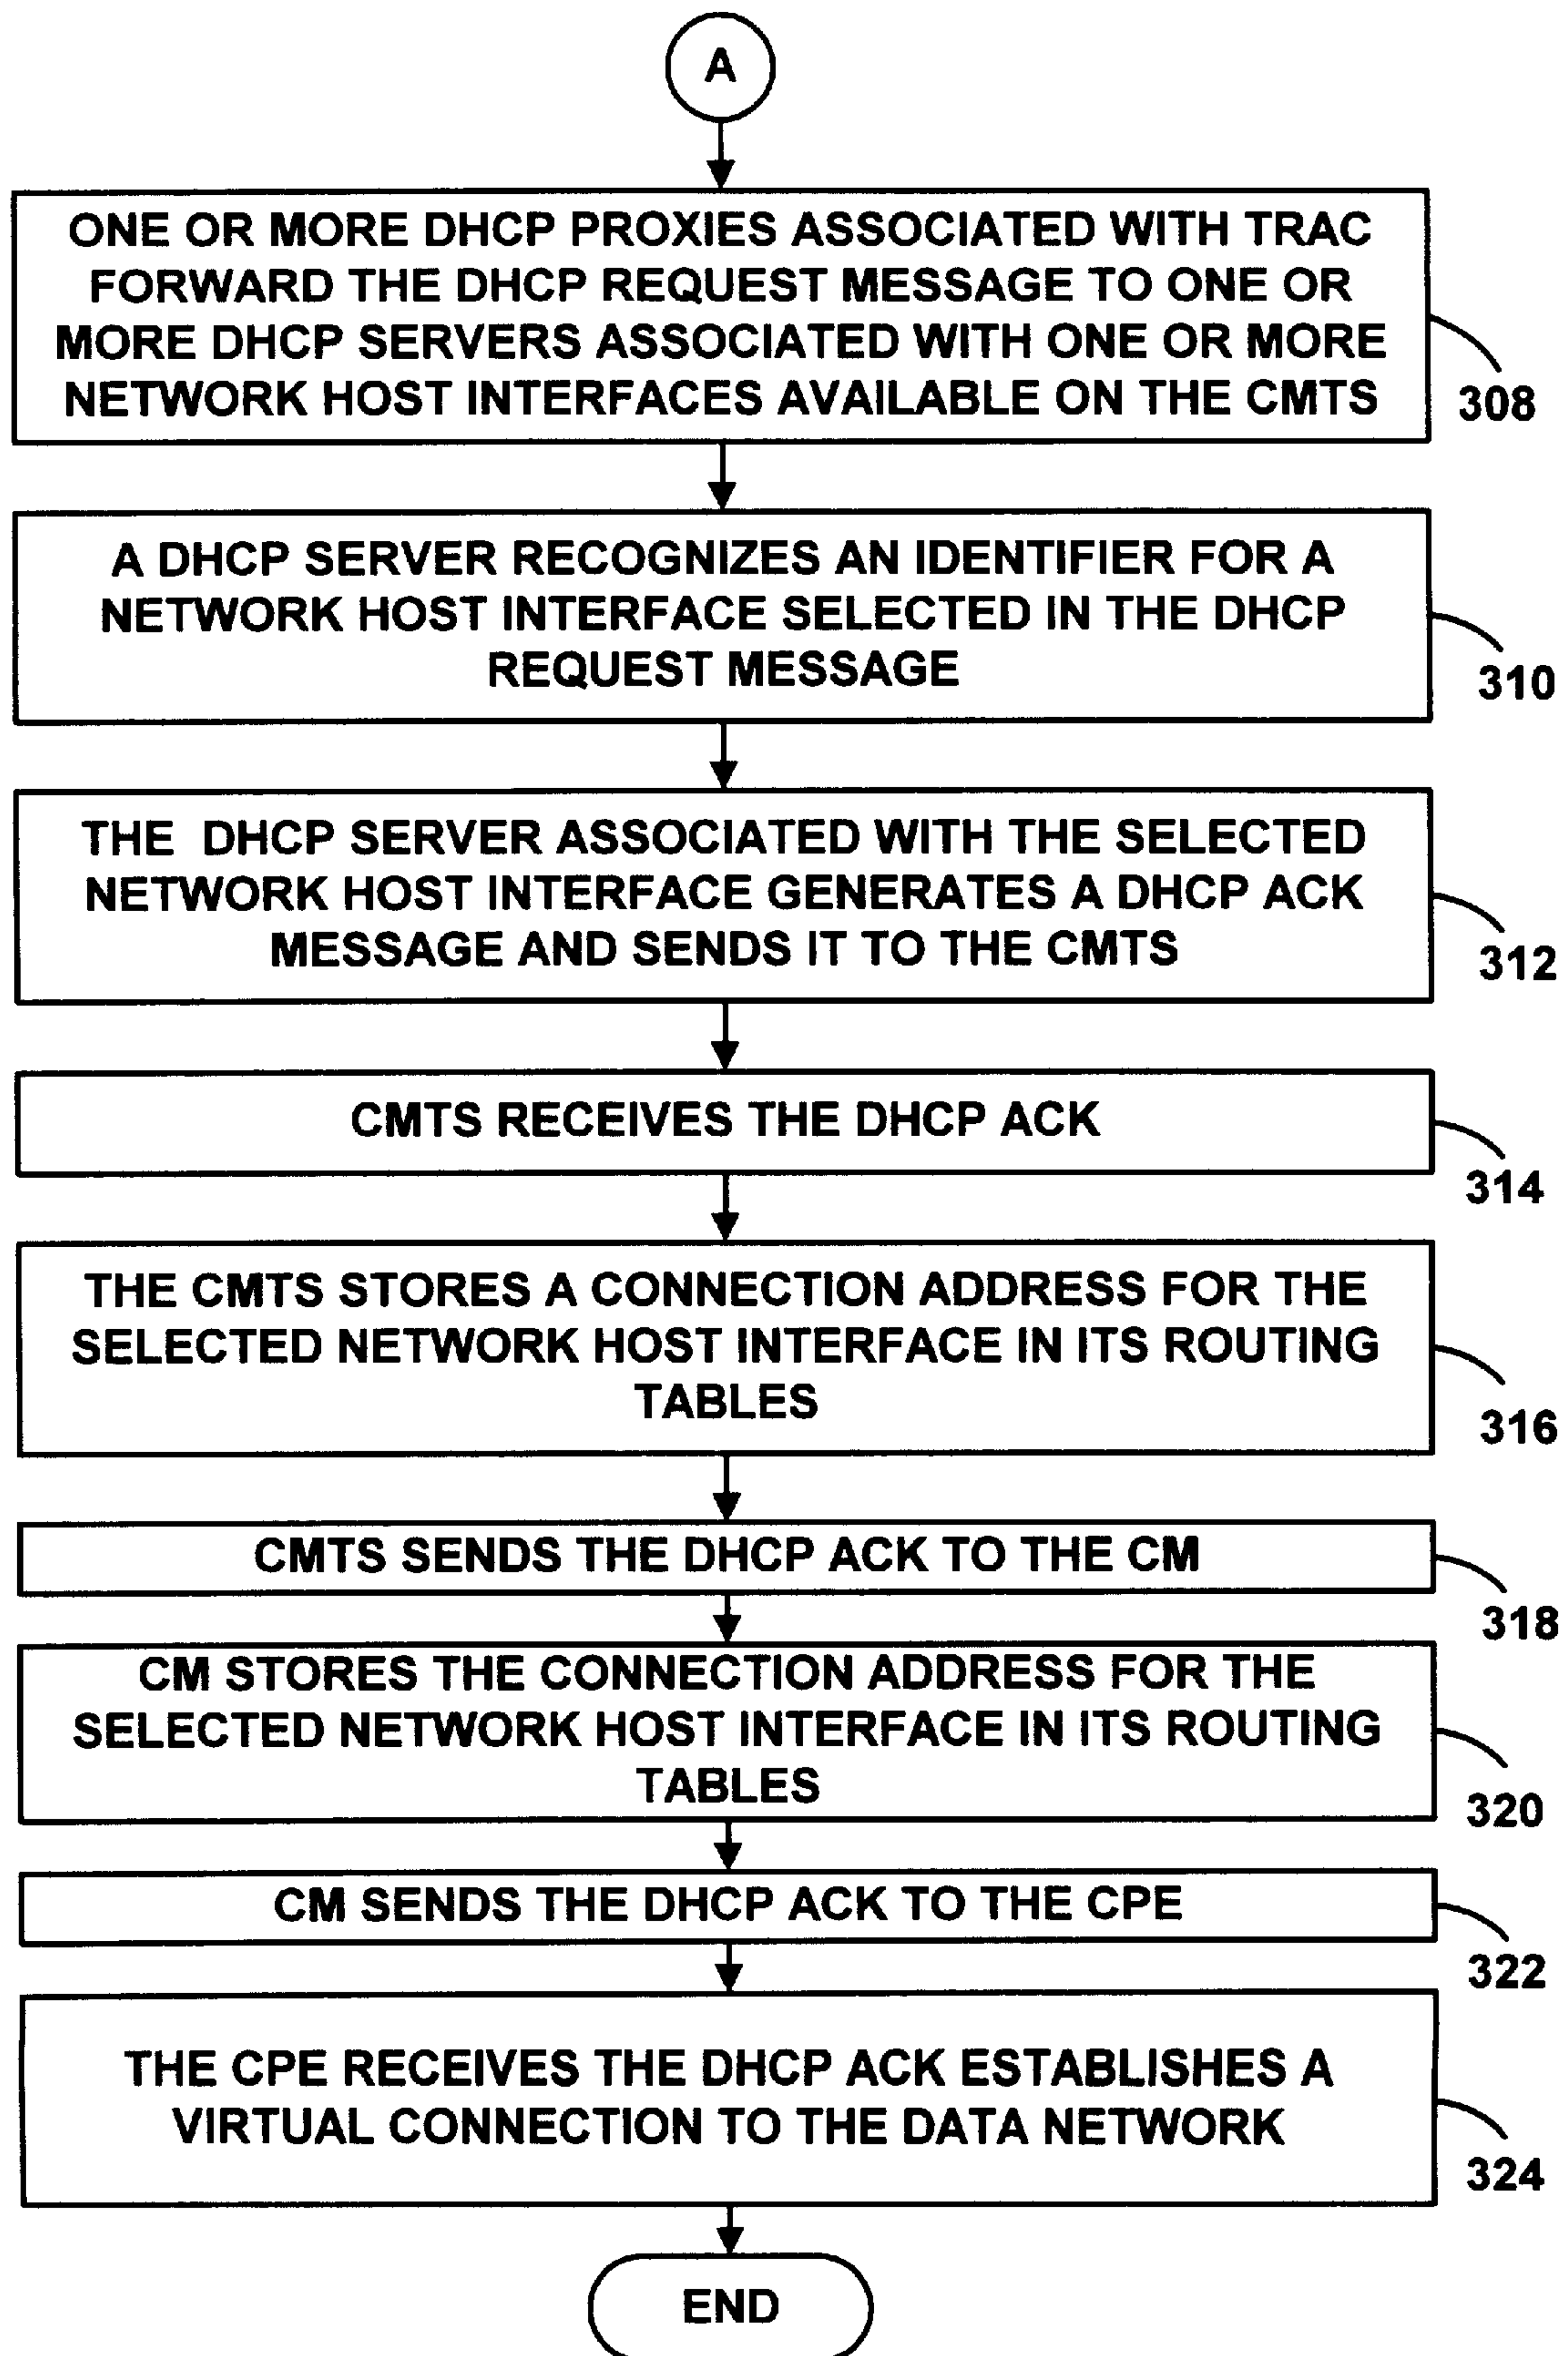 A
ONE OR MORE DHCP PROXIES ASSOCIATED WITH TRAC
FORWARD THE DHCP REQUEST MESSAGE TO ONE OR
MORE DHCP SERVERS ASSOCIATED WITH ONE OR MORE
NETWORK HOST INTERFACES AVAILABLE ON THE CMTS
308
A DHCP SERVER RECOGNIZES AN IDENTIFIER FOR A
NETWORK HOST INTERFACE SELECTED IN THE DHCP
REQUEST MESSAGE
310
THE DHCP SERVER ASSOCIATED WITH THE SELECTED
NETWORK HOST INTERFACE GENERATES A DHCP ACK
MESSAGE AND SENDS IT TO THE CMTS
312
CMTS RECEIVES THE DHCP ACK
314
THE CMTS STORES A CONNECTION ADDRESS FOR THE
SELECTED NETWORK HOST INTERFACE IN ITS ROUTING
TABLES
316
CMTS SENDS THE DHCP ACK TO THE CM
318
CM STORES THE CONNECTION ADDRESS FOR THE
SELECTED NETWORK HOST INTERFACE IN ITS ROUTING
TABLES
320
CM SENDS THE DHCP ACK TO THE CPE
322
THE CPE RECEIVES THE DHCP ACK ESTABLISHES A
VIRTUAL CONNECTION TO THE DATA NETWORK
324
END